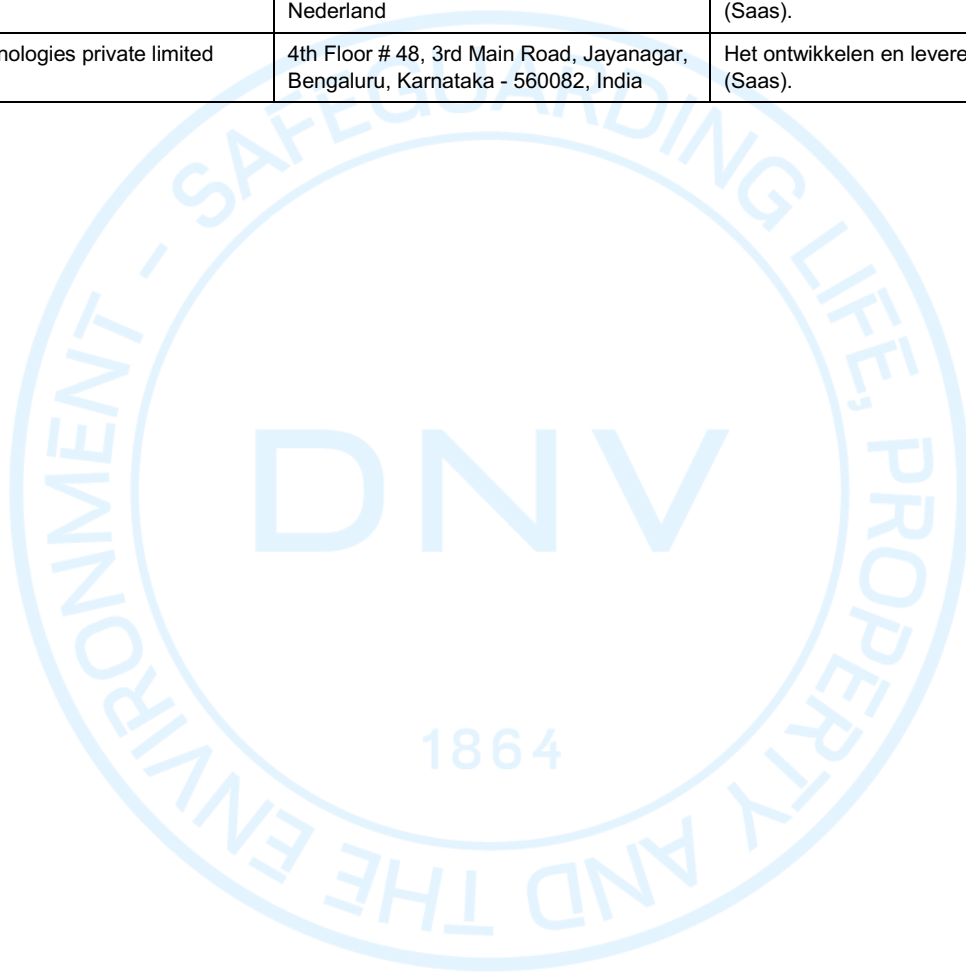 Nederland
(Saas).
nologies private limited
4th Floor # 48, 3rd Main Road, Jayanagar,
Bengaluru, Karnataka - 560082, India
Het ontwikkelen en levere
(Saas).
SAFEGUARDING LIFE, PROPERTY AND THE ENVIRONMENT -
DNV
1864